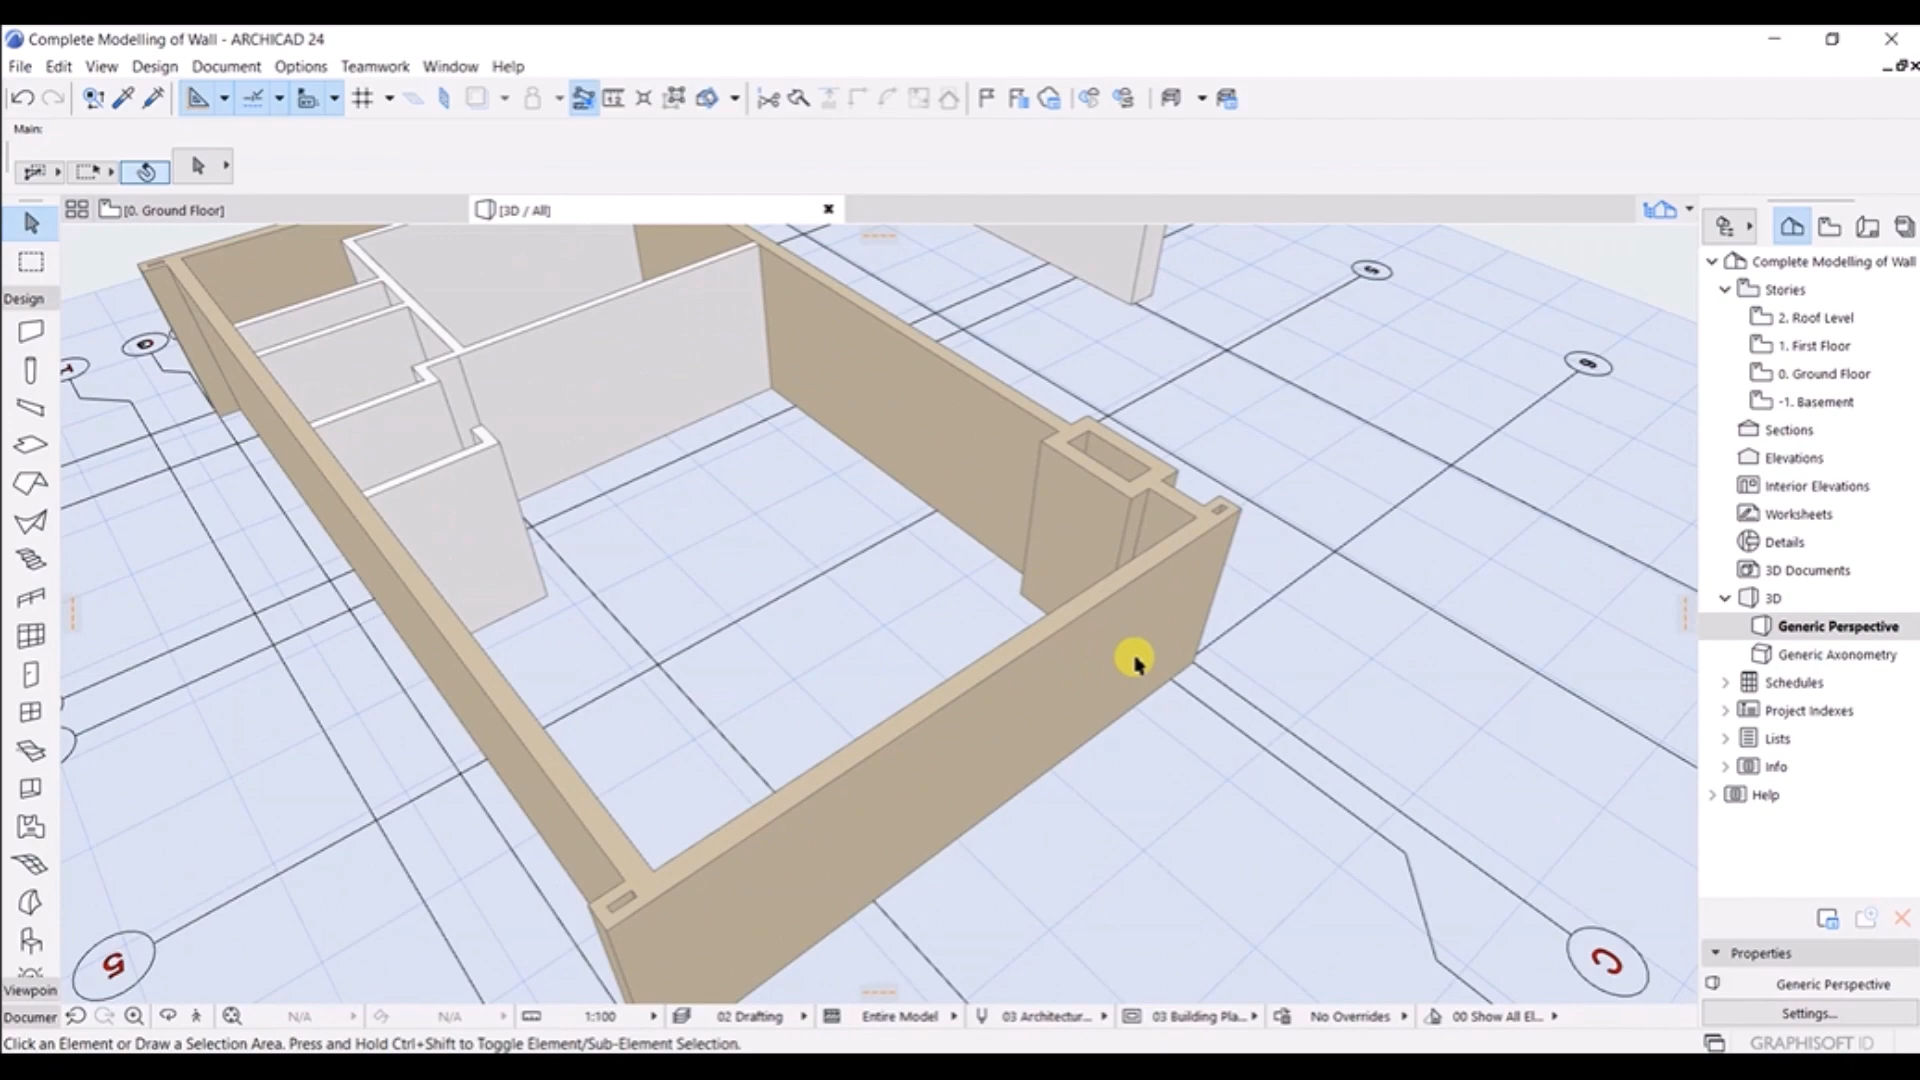 Complete Modelling of Wall - ARCHICAD 24
File Edit View Design Document Options Teamwork Window Help
Main:
[0. Ground Floor]
[3D / All]
Design
Complete Modelling of Wall
Stories
2. Roof Level
1. First Floor
0. Ground Floor
-1. Basement
Sections
Elevations
Interior Elevations
Worksheets
Details
3D Documents
3D
Generic Perspective
Generic Axonometry
Schedules
Project Indexes
Lists
Info
Help
5
C
Properties
Generic Perspective
Settings...
Viewpoin
Documer
N/A N/A 1:100 02 Drafting Entire Model 03 Architectur... 03 Building Pla... No Overrides 00 Show All El...
Click an Element or Draw a Selection Area. Press and Hold Ctrl+Shift to Toggle Element/Sub-Element Selection.
GRAPHISOFT ID